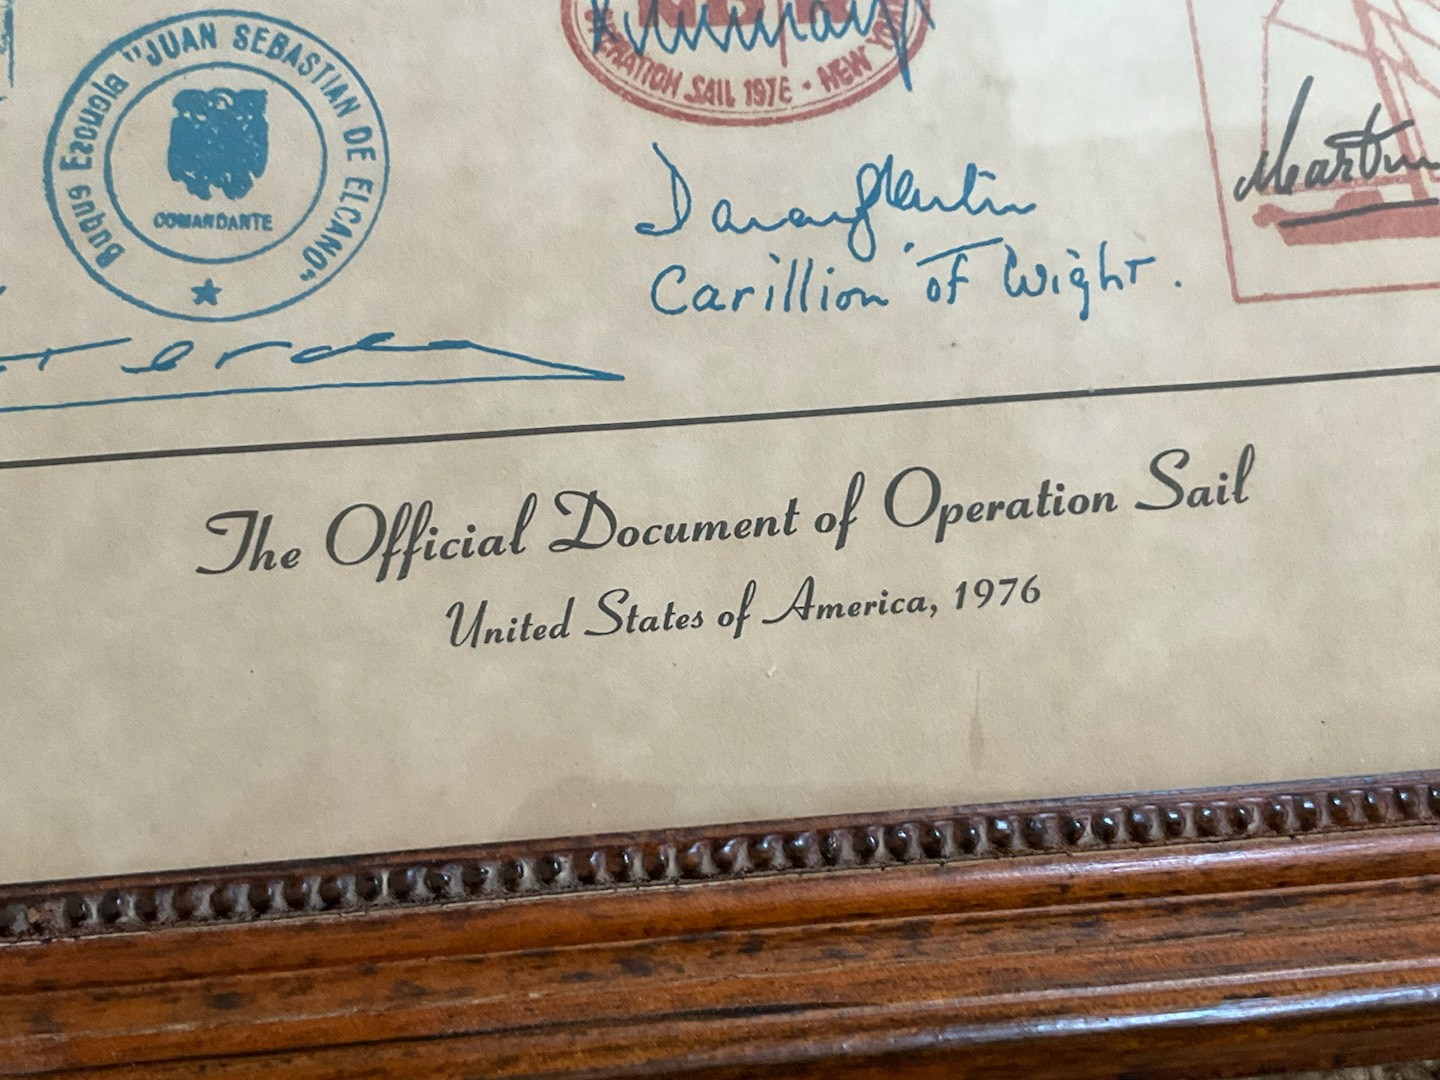 Buque Escuela "JUAN SEBASTIAN DE ELCANO"
COMANDANTE
OPERATION SAIL 1976 · NEW YORK
Carillion of Wight.
Martin
The Official Document of Operation Sail
United States of America, 1976